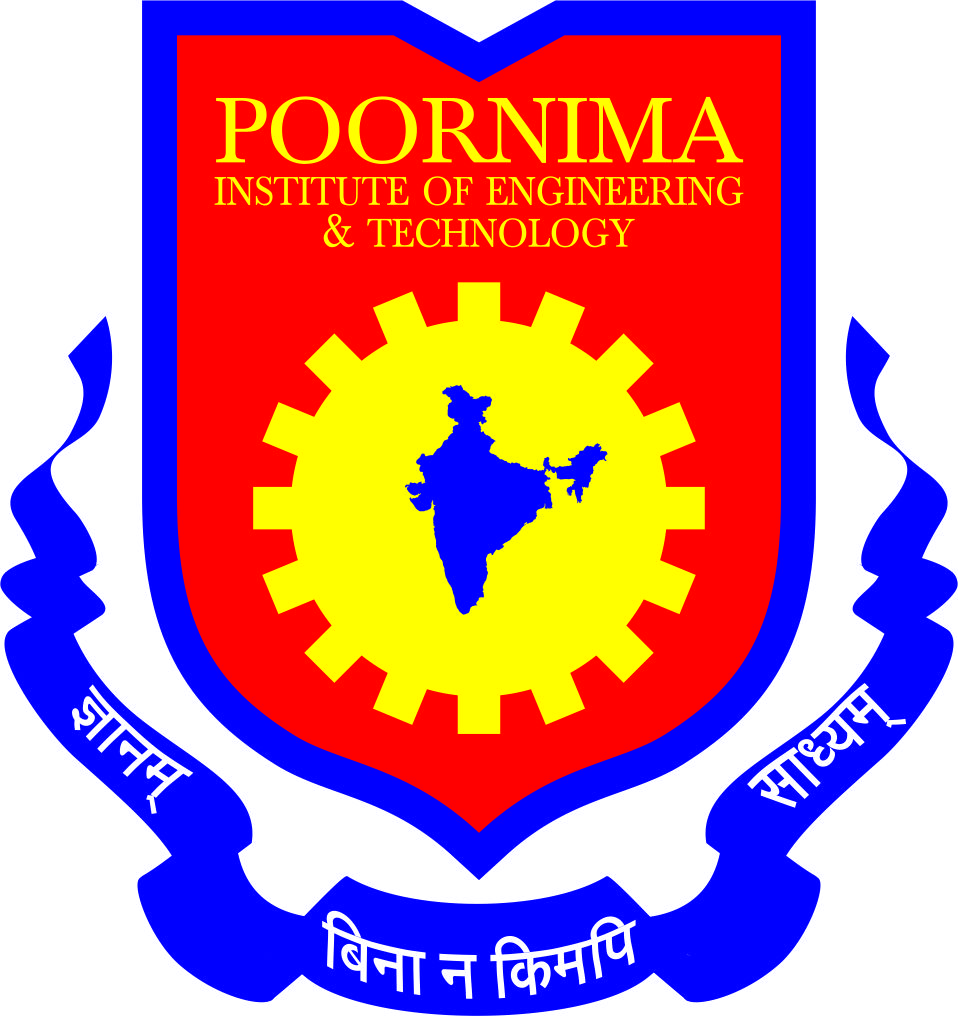 POORNIMA
INSTITUTE OF ENGINEERING
& TECHNOLOGY
ज्ञानम्
बिना न किमपि
साध्यम्